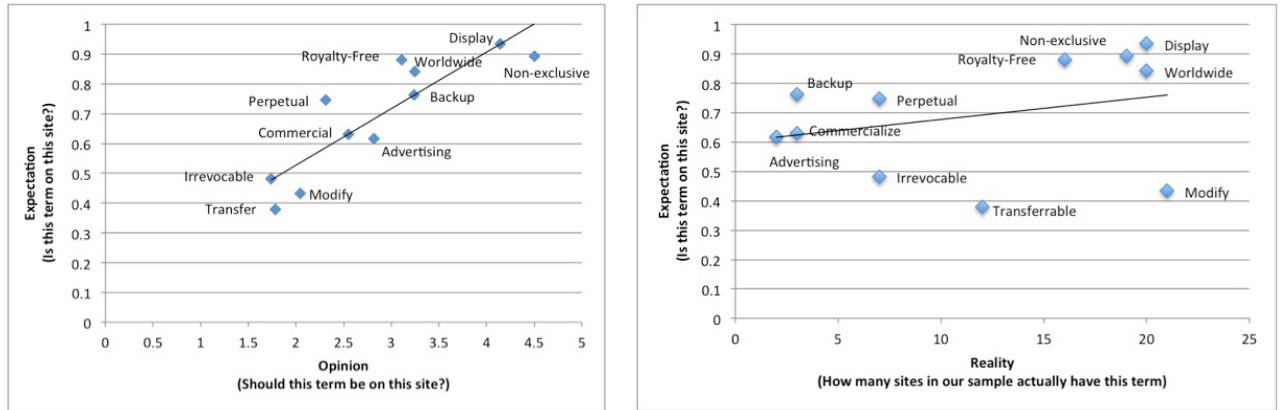 1
0.9
0.8
0.7
0.6
0.5
0.4
0.3
0.2
0.1
0
Expectation
(Is this term on this site?)
Display
Royalty-Free
Worldwide
Non-exclusive
Perpetual
Backup
Commercial
Advertising
Irrevocable
Modify
Transfer
0 0.5 1 1.5 2 2.5 3 3.5 4 4.5 5
Opinion
(Should this term be on this site?)
1
0.9
0.8
0.7
0.6
0.5
0.4
0.3
0.2
0.1
0
Expectation
(Is this term on this site?)
Non-exclusive
Display
Royalty-Free
Worldwide
Backup
Perpetual
Commercialize
Advertising
Irrevocable
Modify
Transferrable
0 5 10 15 20 25
Reality
(How many sites in our sample actually have this term)